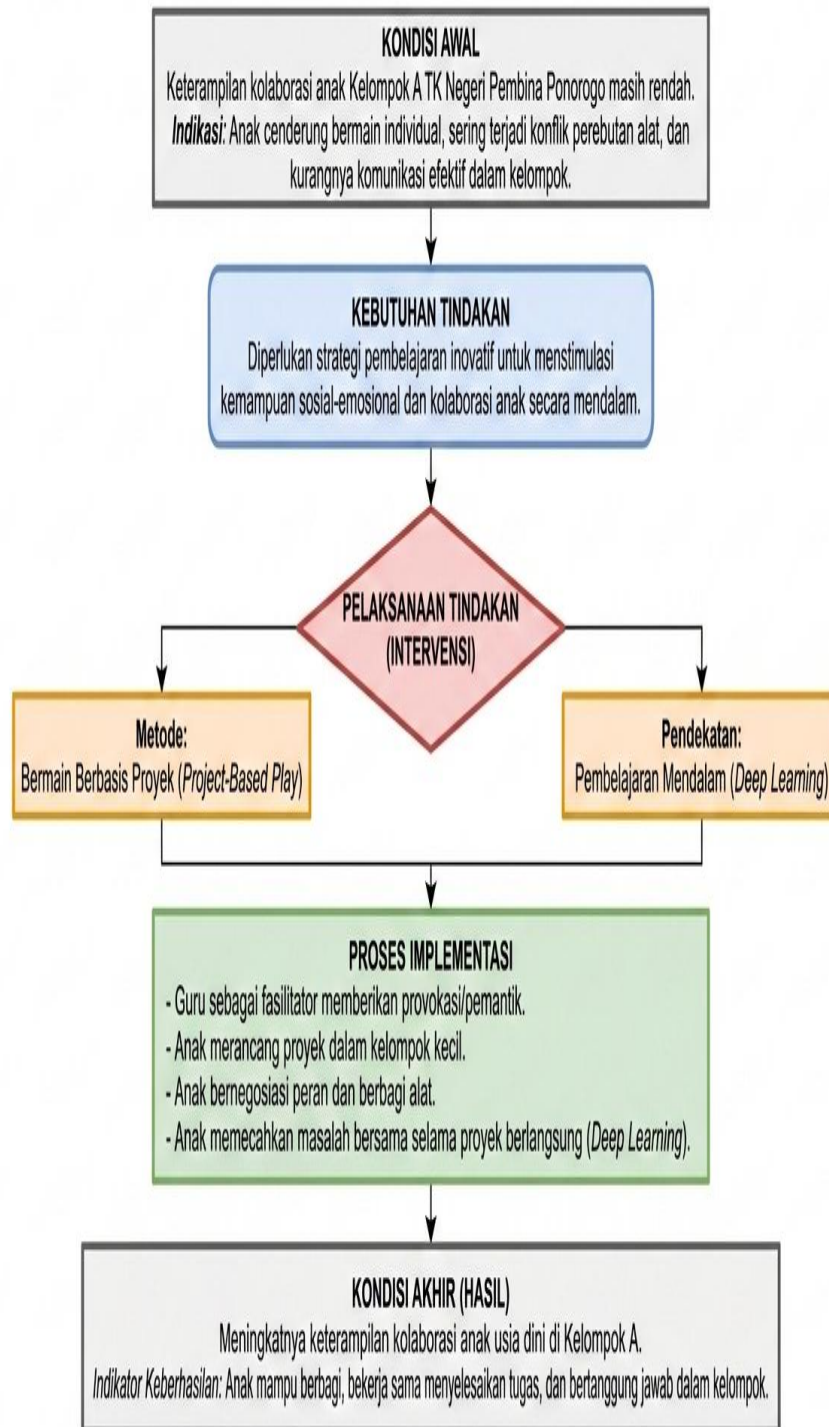 KONDISI AWAL
Keterampilan kolaborasi anak Kelompok A TK Negeri Pembina Ponorogo masih rendah.
Indikasi: Anak cenderung bermain individual, sering terjadi konflik perebutan alat, dan
kurangnya komunikasi efektif dalam kelompok.
KEBUTUHAN TINDAKAN
Diperlukan strategi pembelajaran inovatif untuk menstimulasi
kemampuan sosial-emosional dan kolaborasi anak secara mendalam.
PELAKSANAAN TINDAKAN
(INTERVENSI)
Metode:
Bermain Berbasis Proyek (Project-Based Play)
Pendekatan:
Pembelajaran Mendalam (Deep Learning)
PROSES IMPLEMENTASI
- Guru sebagai fasilitator memberikan provokasi/pemantik.
- Anak merancang proyek dalam kelompok kecil.
- Anak bernegosiasi peran dan berbagi alat.
- Anak memecahkan masalah bersama selama proyek berlangsung (Deep Learning).
KONDISI AKHIR (HASIL)
Meningkatnya keterampilan kolaborasi anak usia dini di Kelompok A.
Indikator Keberhasilan: Anak mampu berbagi, bekerja sama menyelesaikan tugas, dan bertanggung jawab dalam kelompok.